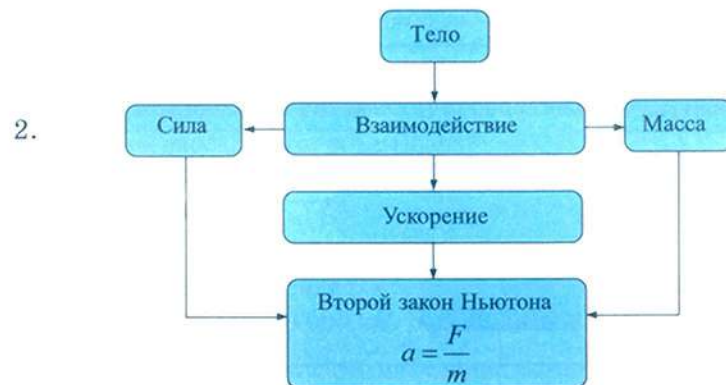 Тело
2.
Сила
Взаимодействие
Масса
Ускорение
Второй закон Ньютона
a = F/m